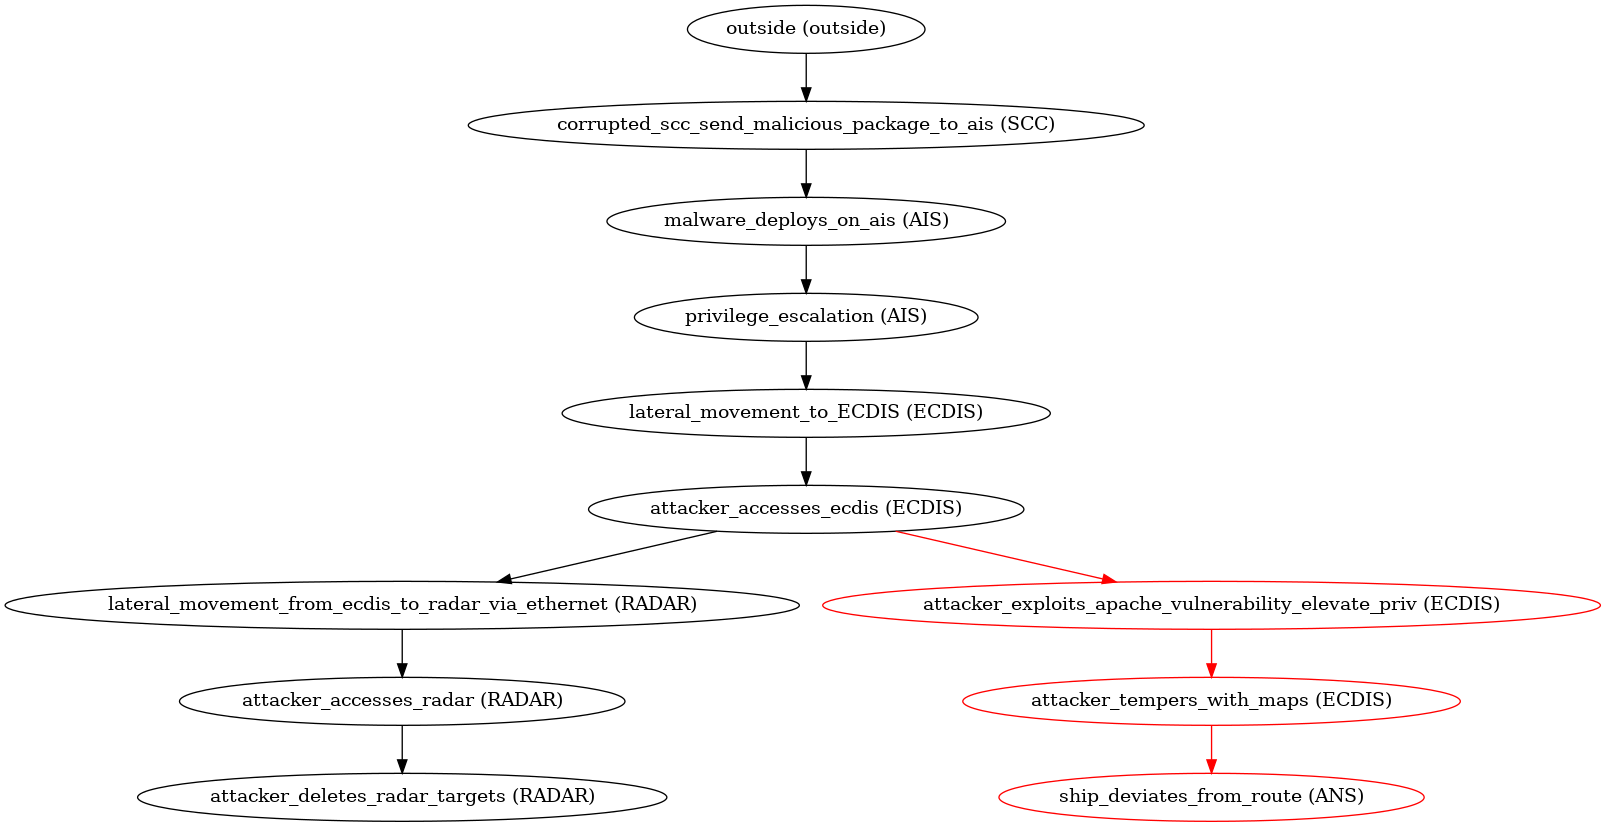 outside (outside)
corrupted_scc_send_malicious_package_to_ais (SCC)
malware_deploys_on_ais (AIS)
privilege_escalation (AIS)
lateral_movement_to_ECDIS (ECDIS)
attacker_accesses_ecdis (ECDIS)
lateral_movement_from_ecdis_to_radar_via_ethernet (RADAR)
attacker_exploits_apache_vulnerability_elevate_priv (ECDIS)
attacker_accesses_radar (RADAR)
attacker_tempers_with_maps (ECDIS)
attacker_deletes_radar_targets (RADAR)
ship_deviates_from_route (ANS)